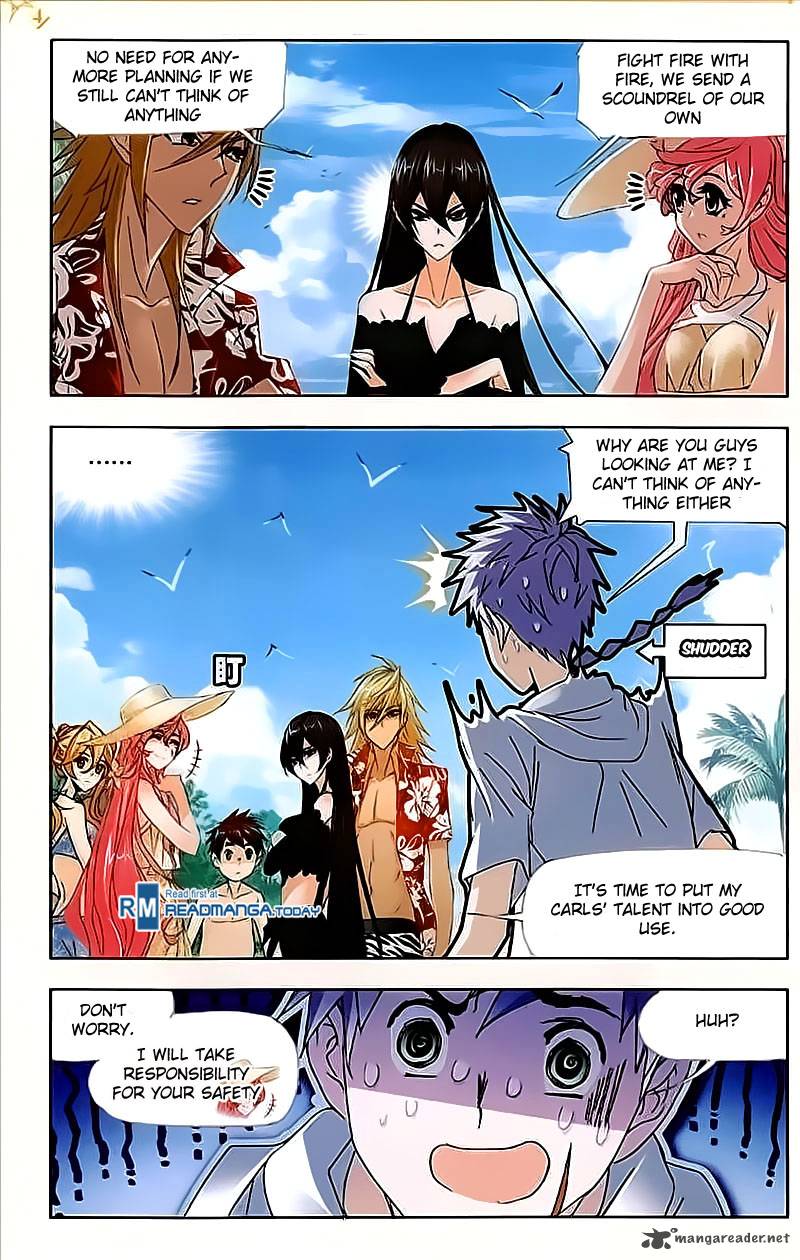 NO NEED FOR ANY-
MORE PLANNING IF WE
STILL CAN'T THINK OF
ANYTHING
FIGHT FIRE WITH
FIRE, WE SEND A
SCOUNDREL OF OUR
OWN
......
WHY ARE YOU GUYS
LOOKING AT ME? I
CAN'T THINK OF ANY-
THING EITHER
SHUDDER
盯
IT'S TIME TO PUT MY
CARLS' TALENT INTO GOOD
USE.
RM Read first at
READMANGA.TODAY
DON'T
WORRY.
I WILL TAKE
RESPONSIBILITY
FOR YOUR SAFETY
HUH?
mangareader.net